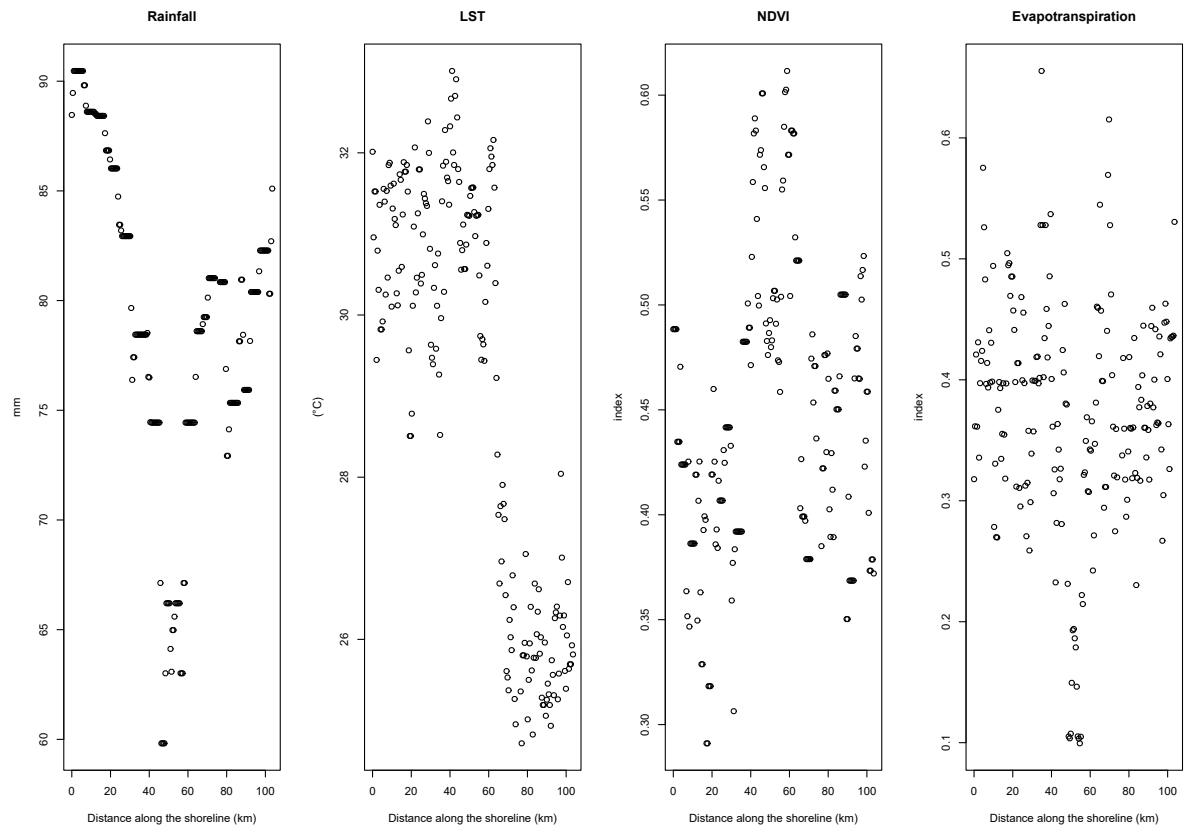 Rainfall
LST
NDVI
Evapotranspiration
mm
60
65
70
75
80
85
90
0 20 40 60 80 100
Distance along the shoreline (km)
(°C)
26
28
30
32
0 20 40 60 80 100
Distance along the shoreline (km)
index
0.30
0.35
0.40
0.45
0.50
0.55
0.60
0 20 40 60 80 100
Distance along the shoreline (km)
index
0.1
0.2
0.3
0.4
0.5
0.6
0 20 40 60 80 100
Distance along the shoreline (km)